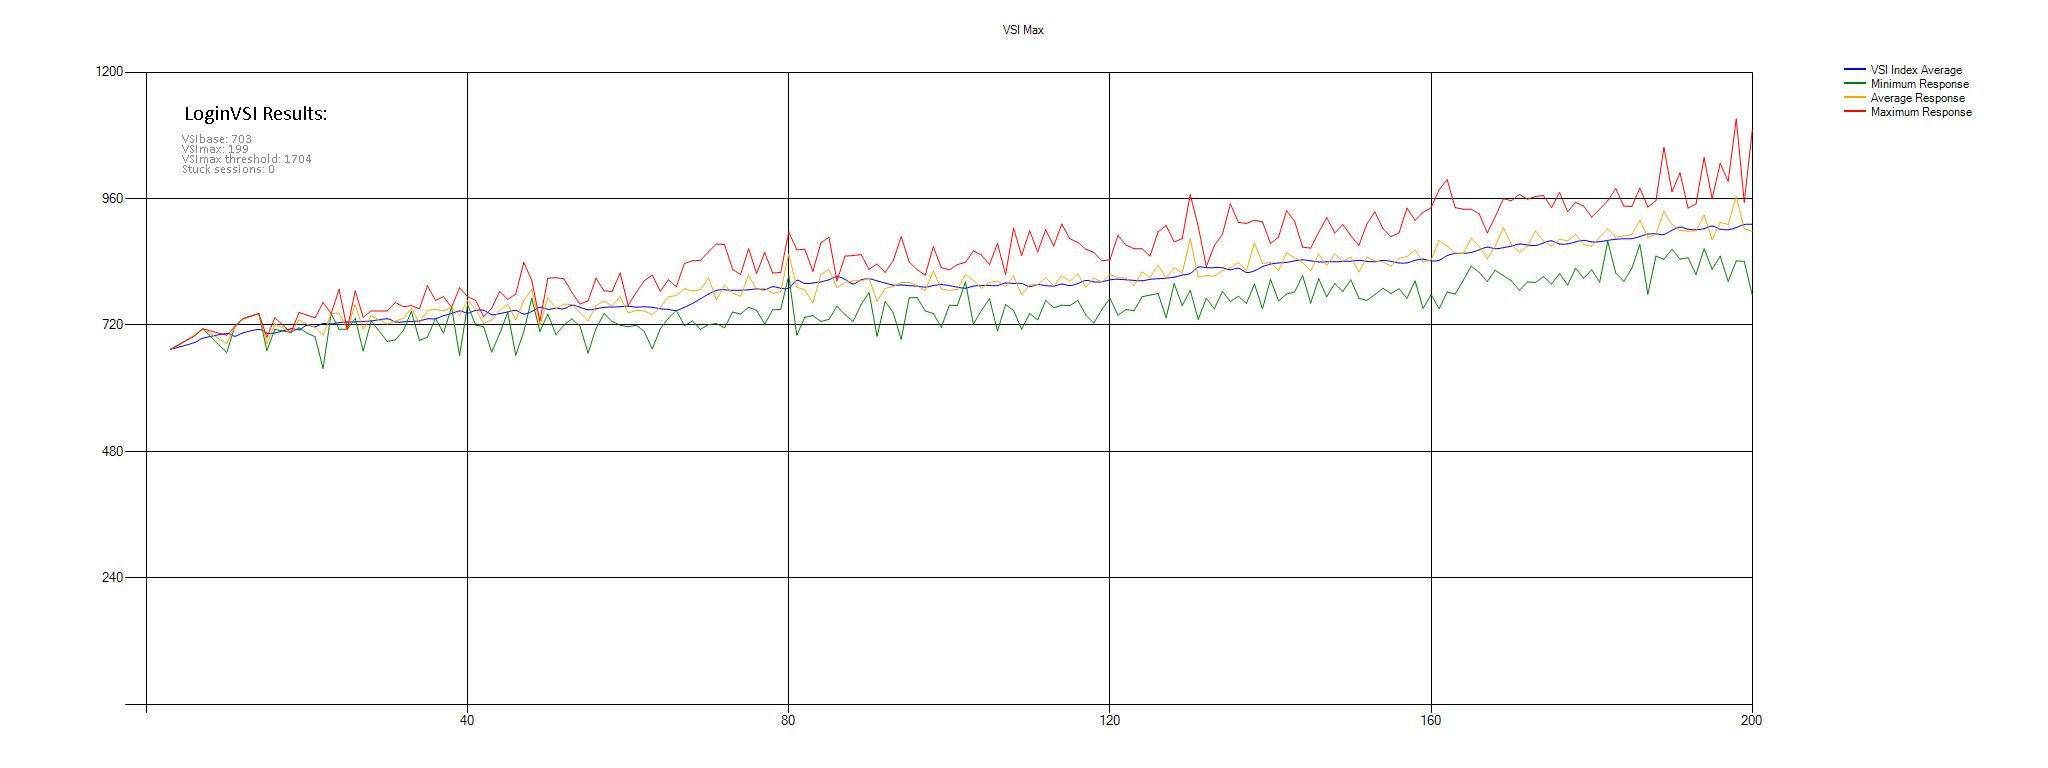 VSI Max
1200
960
720
480
240
40
80
120
160
200
LoginVSI Results:
VSIbase: 703
VSImax: 199
VSImax threshold: 1704
Stuck sessions: 0
VSI Index Average
Minimum Response
Average Response
Maximum Response